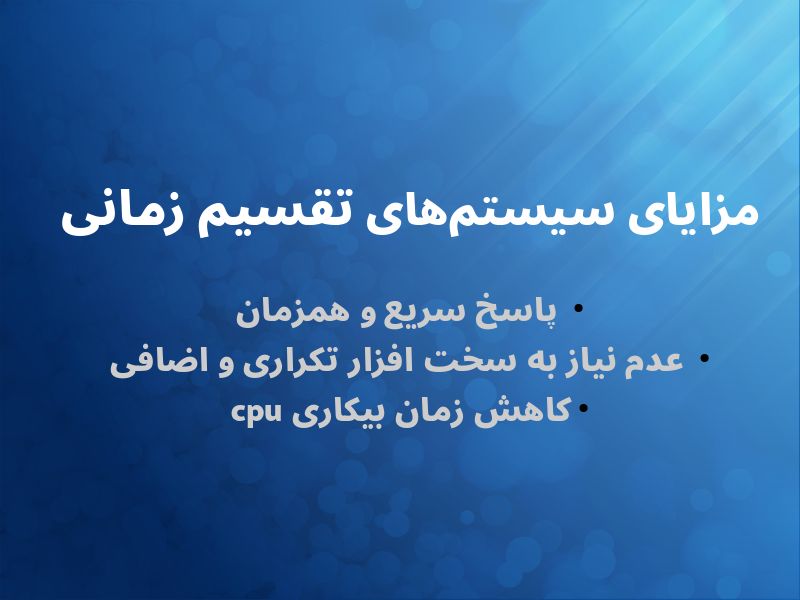 مزایای سیستم‌های تقسیم زمانی
• پاسخ سریع و همزمان
• عدم نیاز به سخت افزار تکراری و اضافی
• کاهش زمان بیکاری cpu